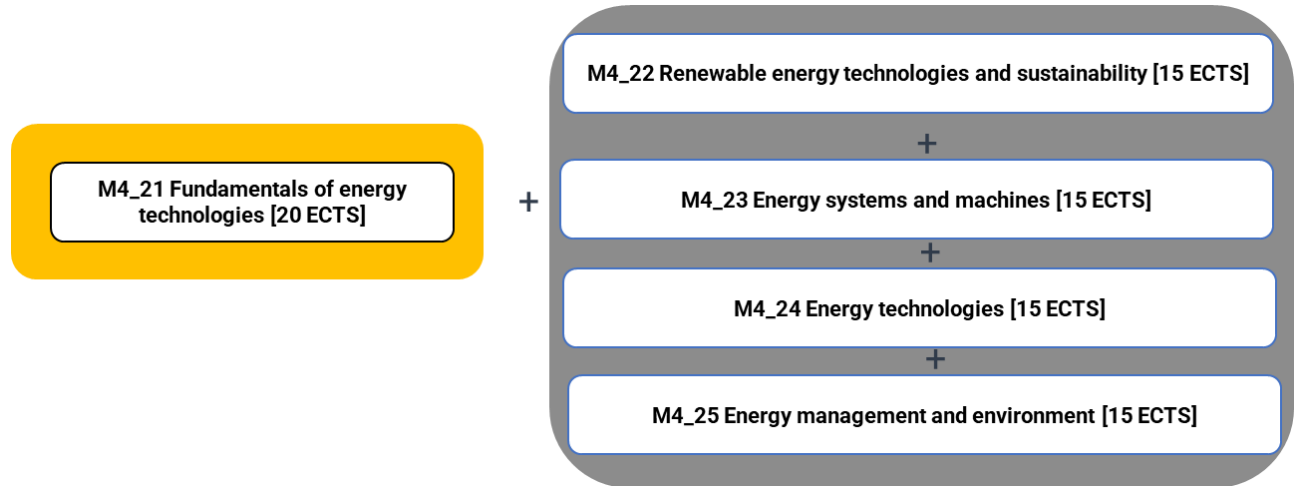 M4_22 Renewable energy technologies and sustainability [15 ECTS]
+
M4_21 Fundamentals of energy
technologies [20 ECTS]
+
M4_23 Energy systems and machines [15 ECTS]
+
M4_24 Energy technologies [15 ECTS]
+
M4_25 Energy management and environment [15 ECTS]